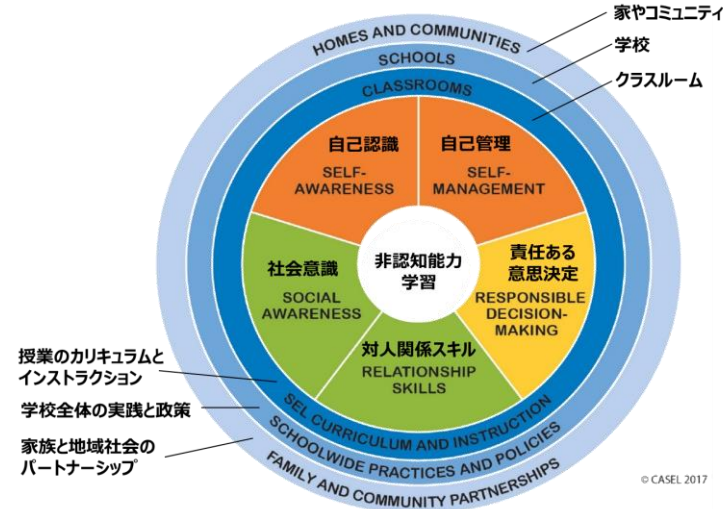 家やコミュニティ
学校
クラスルーム
HOMES AND COMMUNITIES
SCHOOLS
CLASSROOMS
自己認識
SELF-
AWARENESS
自己管理
SELF-
MANAGEMENT
社会意識
SOCIAL
AWARENESS
非認知能力
学習
責任ある
意思決定
RESPONSIBLE
DECISION-
MAKING
対人関係スキル
RELATIONSHIP
SKILLS
授業のカリキュラムと
インストラクション
学校全体の実践と政策
家族と地域社会の
パートナーシップ
SEL CURRICULUM AND INSTRUCTION
SCHOOLWIDE PRACTICES AND POLICIES
FAMILY AND COMMUNITY PARTNERSHIPS
© CASEL 2017